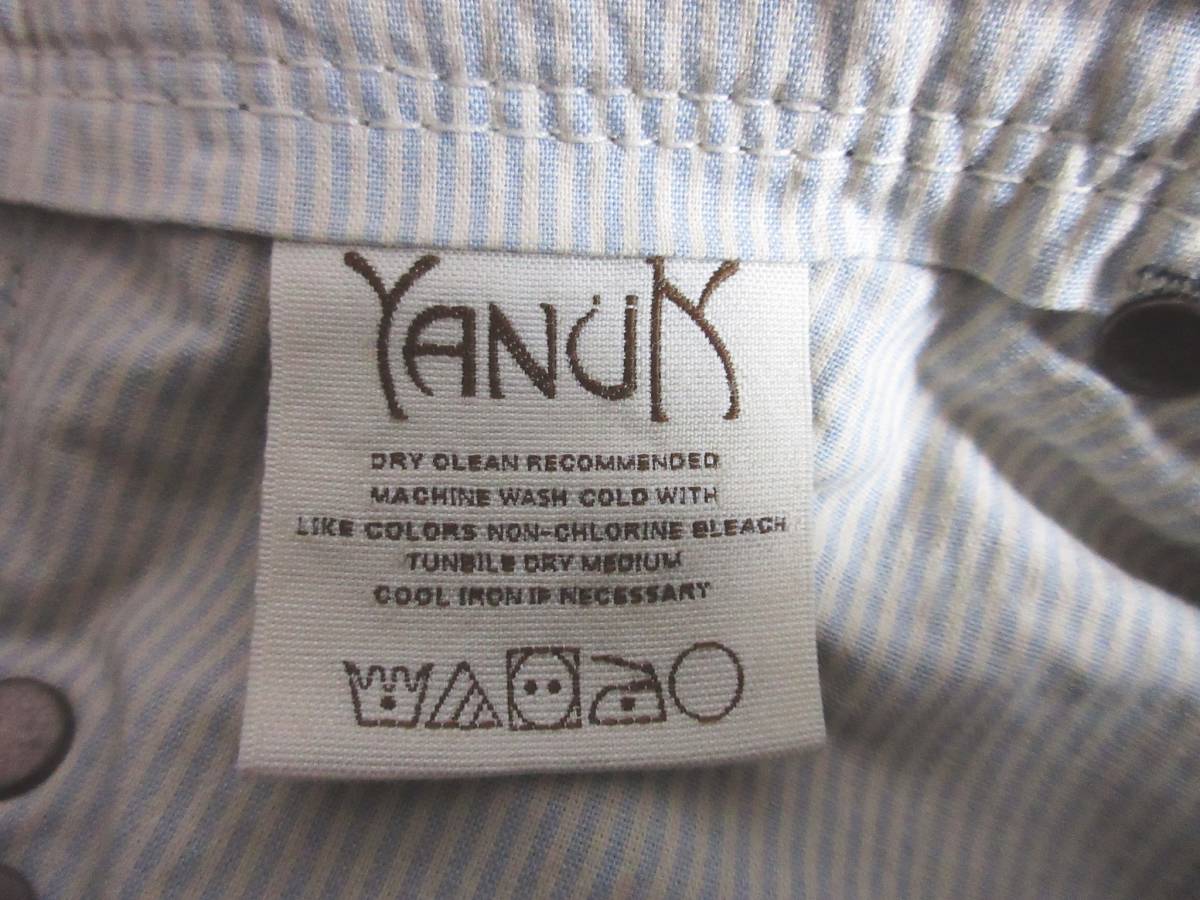 YANÜK
DRY CLEAN RECOMMENDED
MACHINE WASH COLD WITH
LIKE COLORS NON-CHLORINE BLEACH
TUNBILE DRY MEDIUM
COOL IRON IF NECESSARY